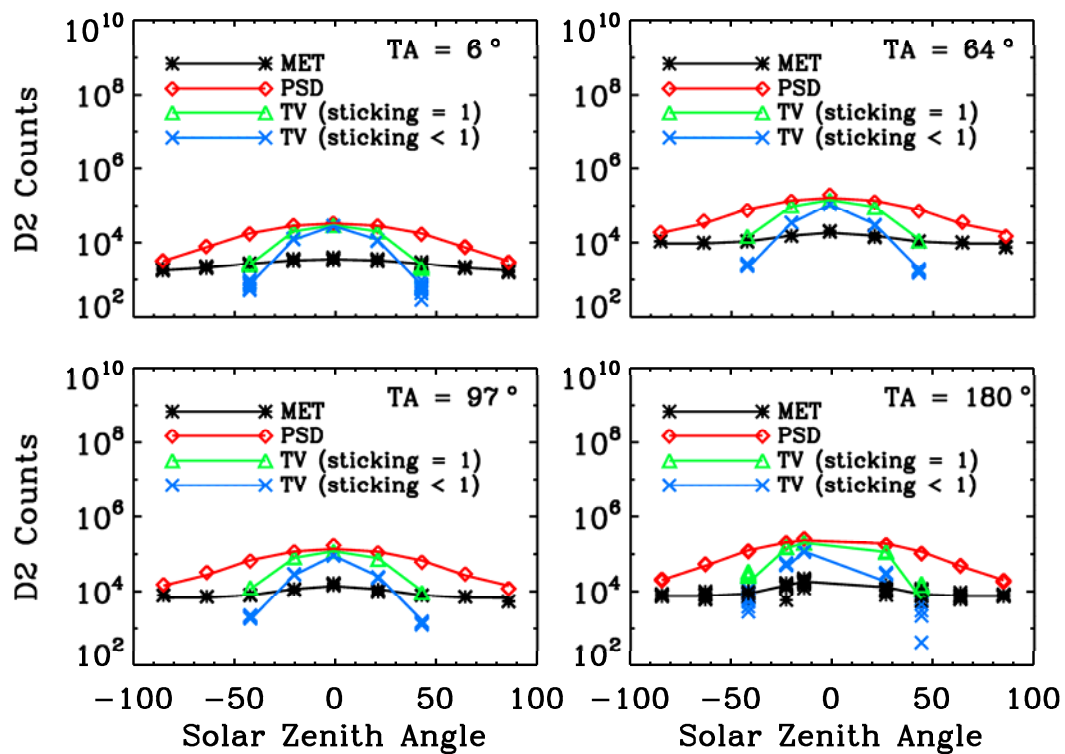 10^10
10^8
10^6
10^4
10^2
D2 Counts
TA = 6°
MET
PSD
TV (sticking = 1)
TV (sticking < 1)
10^10
10^8
10^6
10^4
10^2
TA = 64°
MET
PSD
TV (sticking = 1)
TV (sticking < 1)
10^10
10^8
10^6
10^4
10^2
D2 Counts
TA = 97°
MET
PSD
TV (sticking = 1)
TV (sticking < 1)
-100 -50 0 50 100
Solar Zenith Angle
10^10
10^8
10^6
10^4
10^2
TA = 180°
MET
PSD
TV (sticking = 1)
TV (sticking < 1)
-100 -50 0 50 100
Solar Zenith Angle